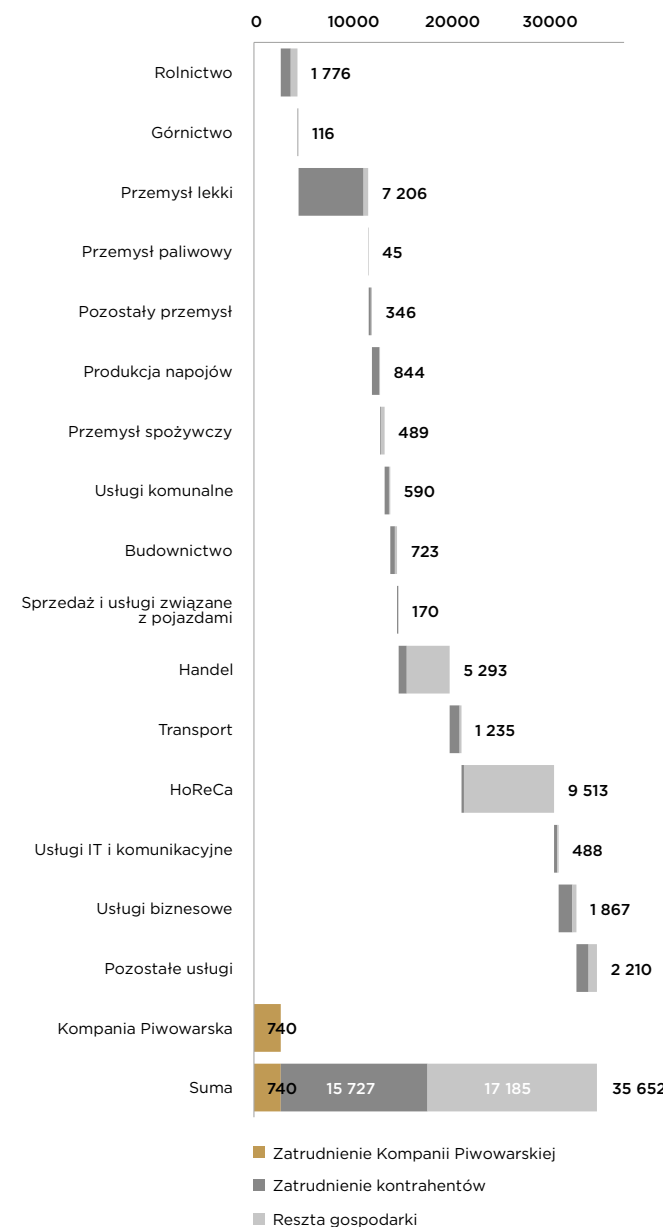 0 10000 20000 30000
Rolnictwo 1 776
Górnictwo 116
Przemysł lekki 7 206
Przemysł paliwowy 45
Pozostały przemysł 346
Produkcja napojów 844
Przemysł spożywczy 489
Usługi komunalne 590
Budownictwo 723
Sprzedaż i usługi związane
z pojazdami 170
Handel 5 293
Transport 1 235
HoReCa 9 513
Usługi IT i komunikacyjne 488
Usługi biznesowe 1 867
Pozostałe usługi 2 210
Kompania Piwowarska 740
Suma 740 15 727 17 185 35 652
Zatrudnienie Kompanii Piwowarskiej
Zatrudnienie kontrahentów
Reszta gospodarki